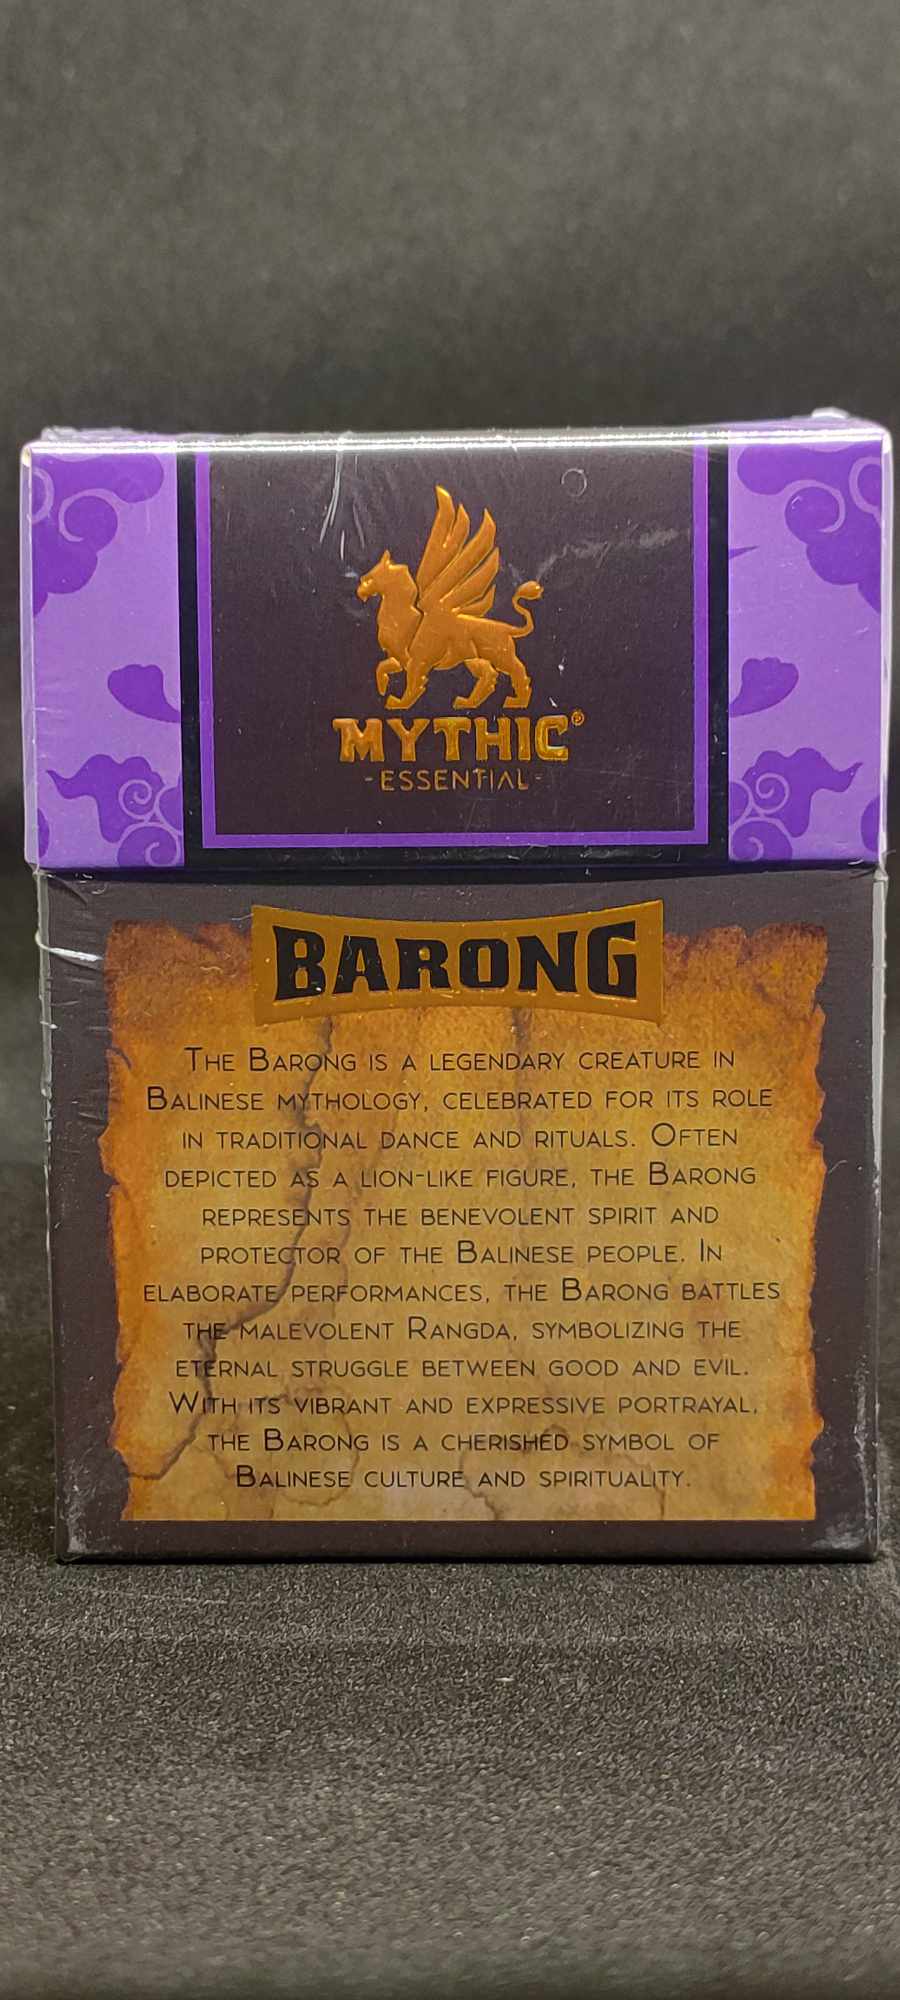 MYTHIC®
-ESSENTIAL-
BARONG
THE BARONG IS A LEGENDARY CREATURE IN
BALINESE MYTHOLOGY, CELEBRATED FOR ITS ROLE
IN TRADITIONAL DANCE AND RITUALS. OFTEN
DEPICTED AS A LION-LIKE FIGURE, THE BARONG
REPRESENTS THE BENEVOLENT SPIRIT AND
PROTECTOR OF THE BALINESE PEOPLE. IN
ELABORATE PERFORMANCES, THE BARONG BATTLES
THE MALEVOLENT RANGDA, SYMBOLIZING THE
ETERNAL STRUGGLE BETWEEN GOOD AND EVIL.
WITH ITS VIBRANT AND EXPRESSIVE PORTRAYAL,
THE BARONG IS A CHERISHED SYMBOL OF
BALINESE CULTURE AND SPIRITUALITY.